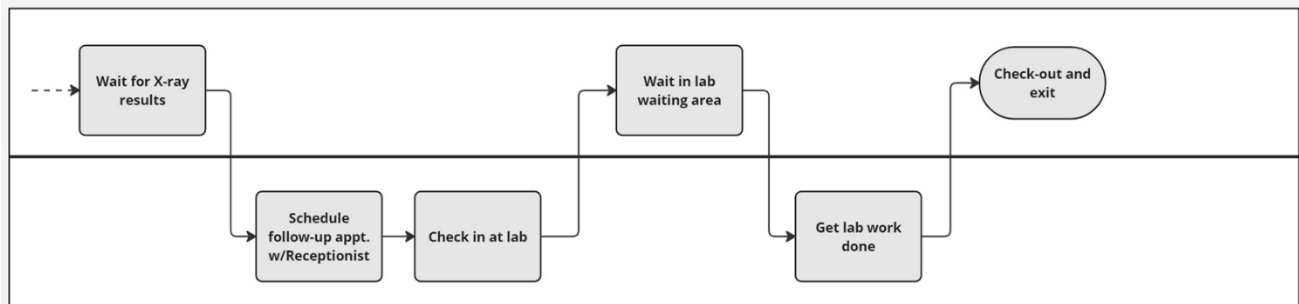 Wait for X-ray
results
Schedule
follow-up appt.
w/Receptionist
Check in at lab
Wait in lab
waiting area
Get lab work
done
Check-out and
exit